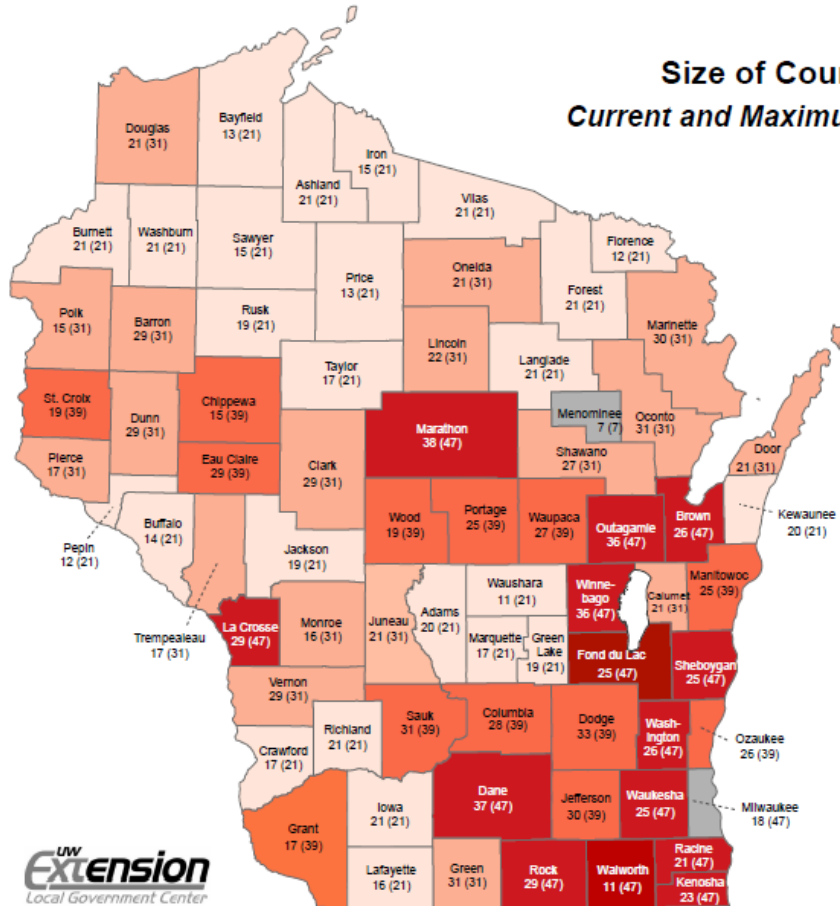 Size of Cou
Current and Maximu
Douglas
21 (31)
Bayfield
13 (21)
Iron
15 (21)
Ashland
21 (21)
Vilas
21 (21)
Burnett
21 (21)
Washburn
21 (21)
Sawyer
15 (21)
Florence
12 (21)
Price
13 (21)
Oneida
21 (31)
Forest
21 (21)
Polk
15 (31)
Barron
29 (31)
Rusk
19 (21)
Marinette
30 (31)
Lincoln
22 (31)
Taylor
17 (21)
Langlade
21 (21)
St. Croix
19 (39)
Chippewa
15 (39)
Dunn
29 (31)
Marathon
38 (47)
Menominee
7 (7)
Oconto
31 (31)
Pierce
17 (31)
Eau Claire
29 (39)
Clark
29 (31)
Shawano
27 (31)
Door
21 (31)
Buffalo
14 (21)
Pepin
12 (21)
Wood
19 (39)
Portage
25 (39)
Waupaca
27 (39)
Outagamie
36 (47)
Brown
26 (47)
Kewaunee
20 (21)
Jackson
19 (21)
Waushara
11 (21)
Winne-
bago
36 (47)
Calumet
21 (31)
Manitowoc
25 (39)
Trempealeau
17 (31)
La Crosse
29 (47)
Monroe
16 (31)
Juneau
21 (31)
Adams
20 (21)
Marquette
17 (21)
Green
Lake
19 (21)
Fond du Lac
25 (47)
Sheboygan
25 (47)
Vernon
29 (31)
Richland
21 (21)
Sauk
31 (39)
Columbia
28 (39)
Dodge
33 (39)
Wash-
ington
26 (47)
Ozaukee
26 (39)
Crawford
17 (21)
Iowa
21 (21)
Dane
37 (47)
Jefferson
30 (39)
Waukesha
25 (47)
Milwaukee
18 (47)
Grant
17 (39)
Lafayette
16 (21)
Green
31 (31)
Rock
29 (47)
Walworth
11 (47)
Racine
21 (47)
Kenosha
23 (47)
UW
Extension
Local Government Center